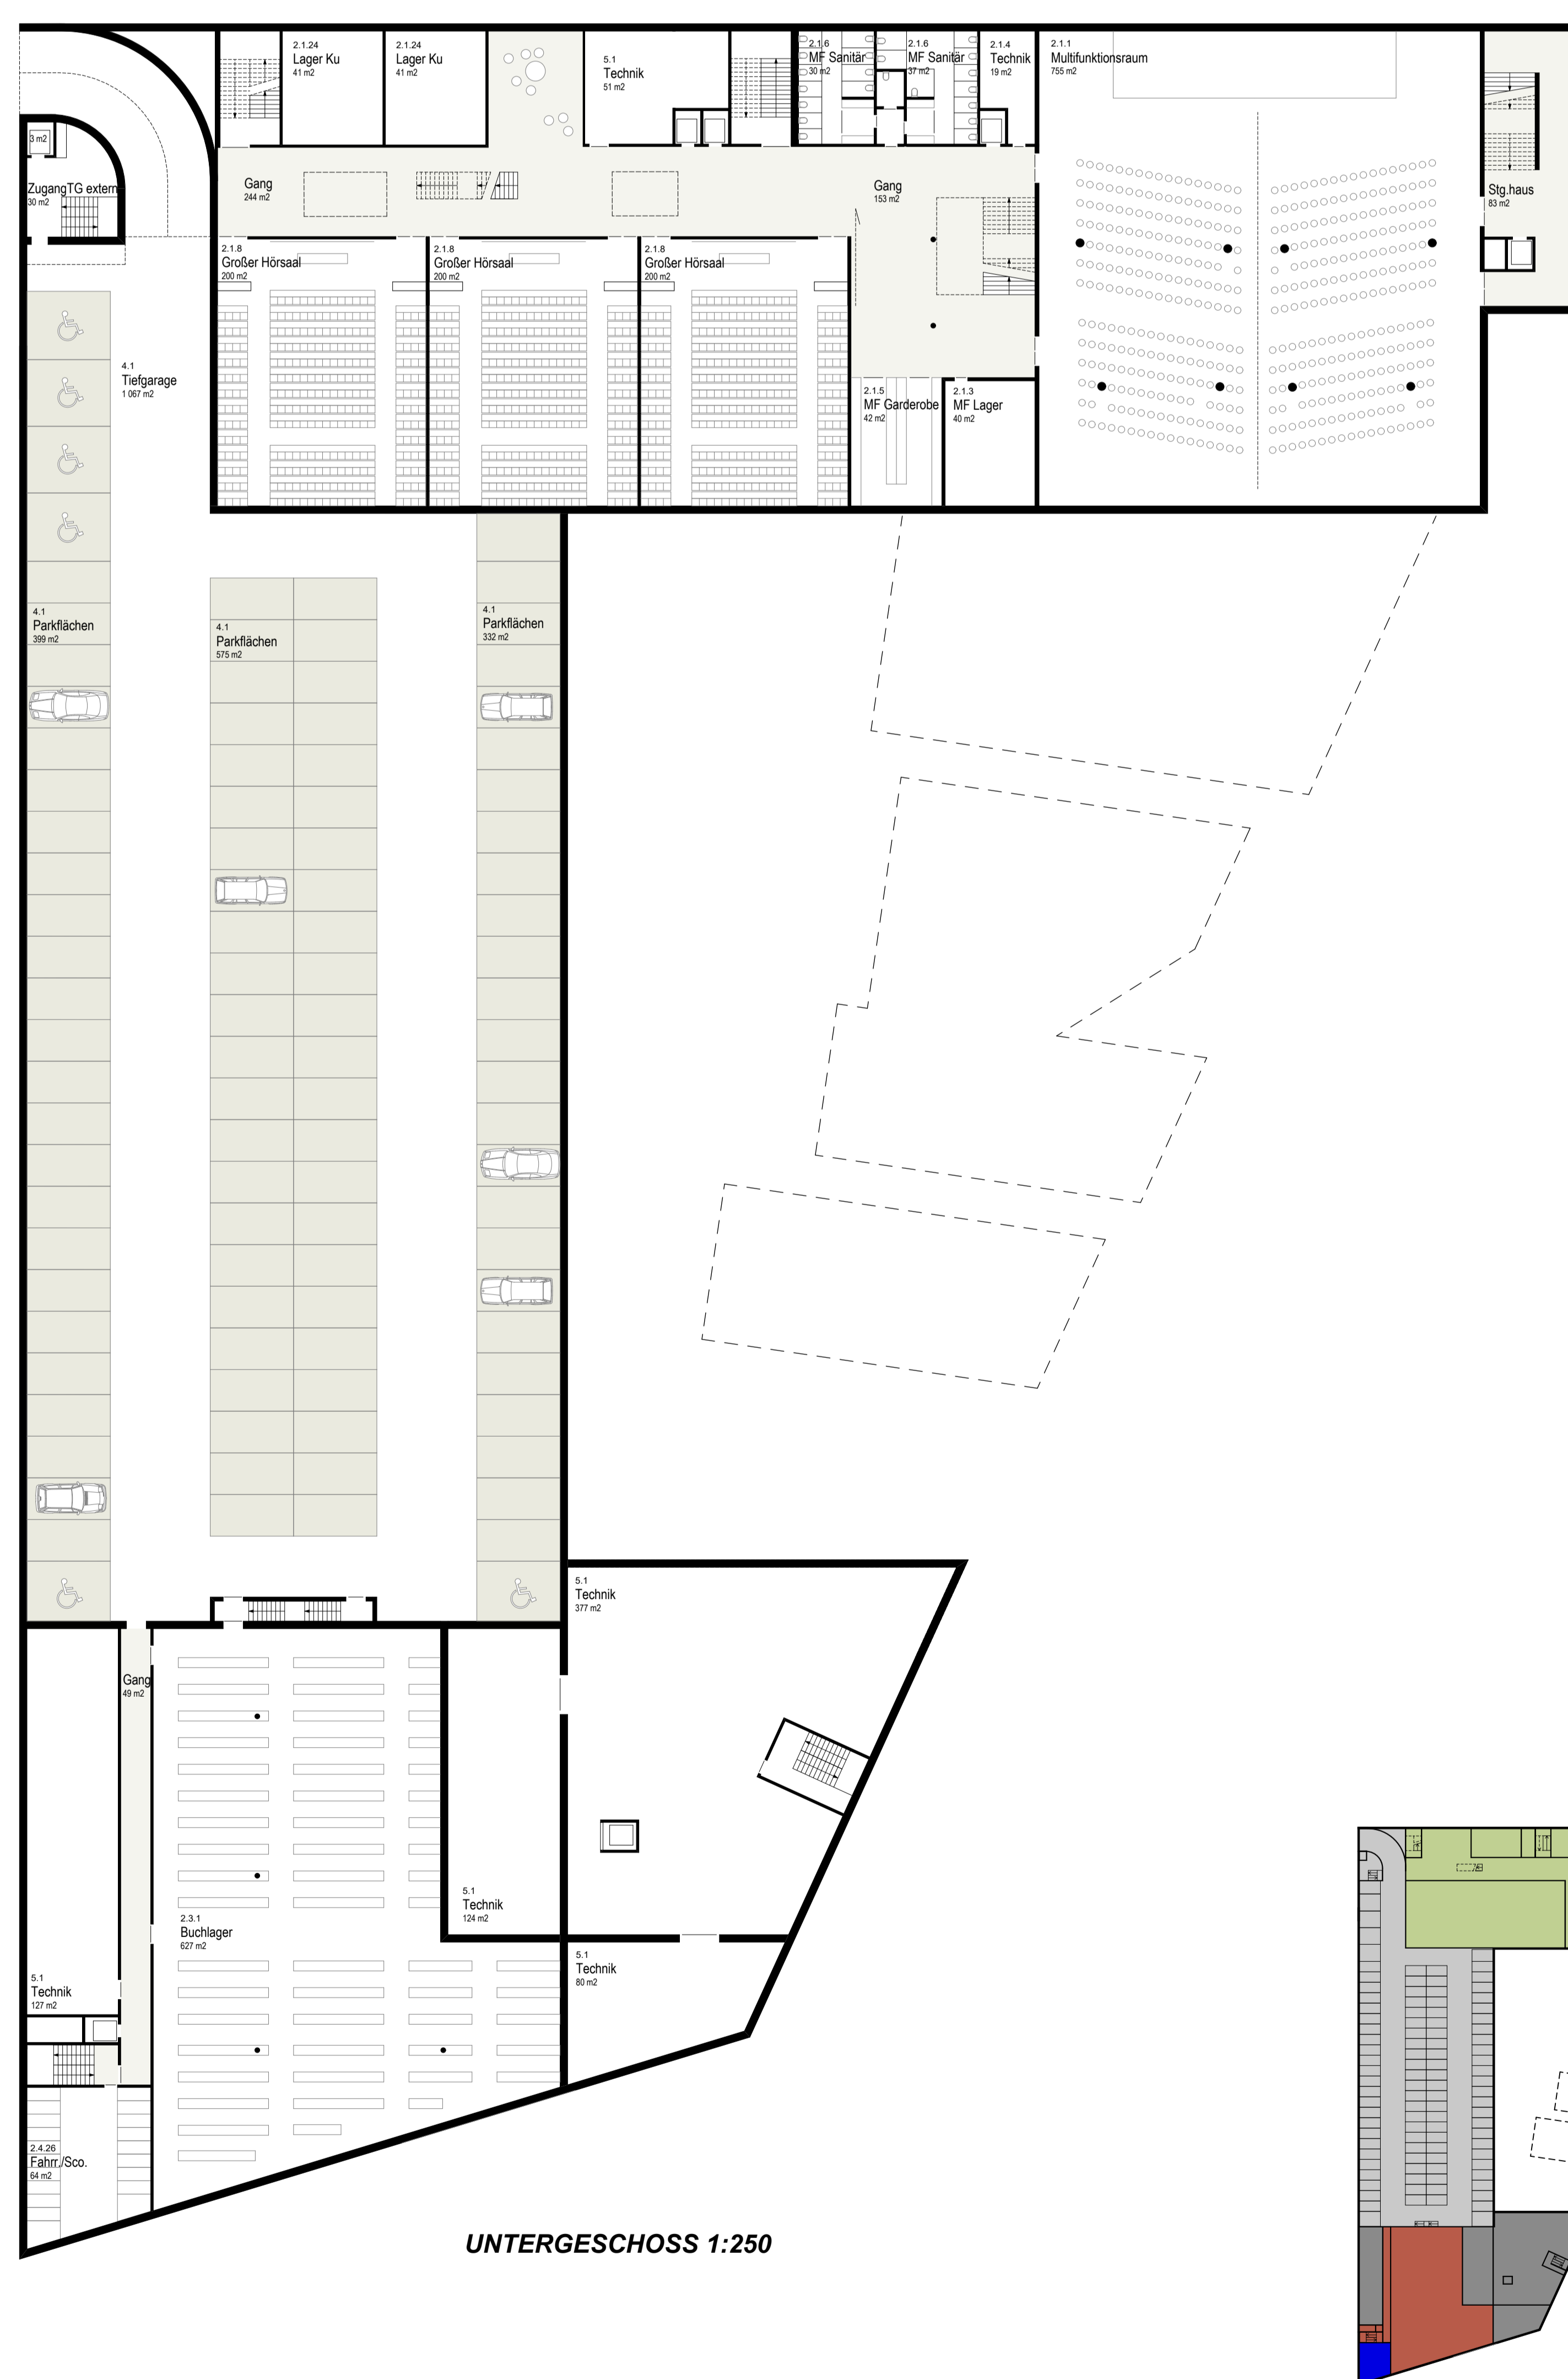 2.1.24
Lager Ku
41 m2
2.1.24
Lager Ku
41 m2
5.1
Technik
51 m2
2.1.6
MF Sanitär
30 m2
2.1.6
MF Sanitär
37 m2
2.1.4
Technik
19 m2
2.1.1
Multifunktionsraum
755 m2
3 m2
ZugangTG extern
30 m2
Gang
244 m2
Gang
153 m2
Stg.haus
83 m2
2.1.8
Großer Hörsaal
200 m2
2.1.8
Großer Hörsaal
200 m2
2.1.8
Großer Hörsaal
200 m2
4.1
Tiefgarage
1 067 m2
2.1.5
MF Garderobe
42 m2
2.1.3
MF Lager
40 m2
4.1
Parkflächen
399 m2
4.1
Parkflächen
575 m2
4.1
Parkflächen
332 m2
5.1
Technik
377 m2
Gang
49 m2
5.1
Technik
124 m2
2.3.1
Buchlager
627 m2
5.1
Technik
80 m2
5.1
Technik
127 m2
2.4.26
Fahrr./Sco.
64 m2
UNTERGESCHOSS 1:250